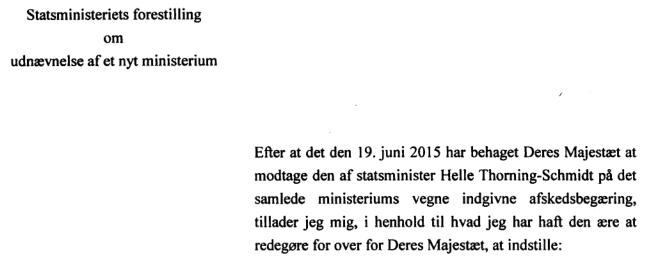 Statsministeriets forestilling
om
udnævnelse af et nyt ministerium
Efter at det den 19. juni 2015 har behaget Deres Majestæt at
modtage den af statsminister Helle Thorning-Schmidt på det
samlede ministeriums vegne indgivne afskedsbegæring,
tillader jeg mig, i henhold til hvad jeg har haft den ære at
redegøre for over for Deres Majestæt, at indstille: